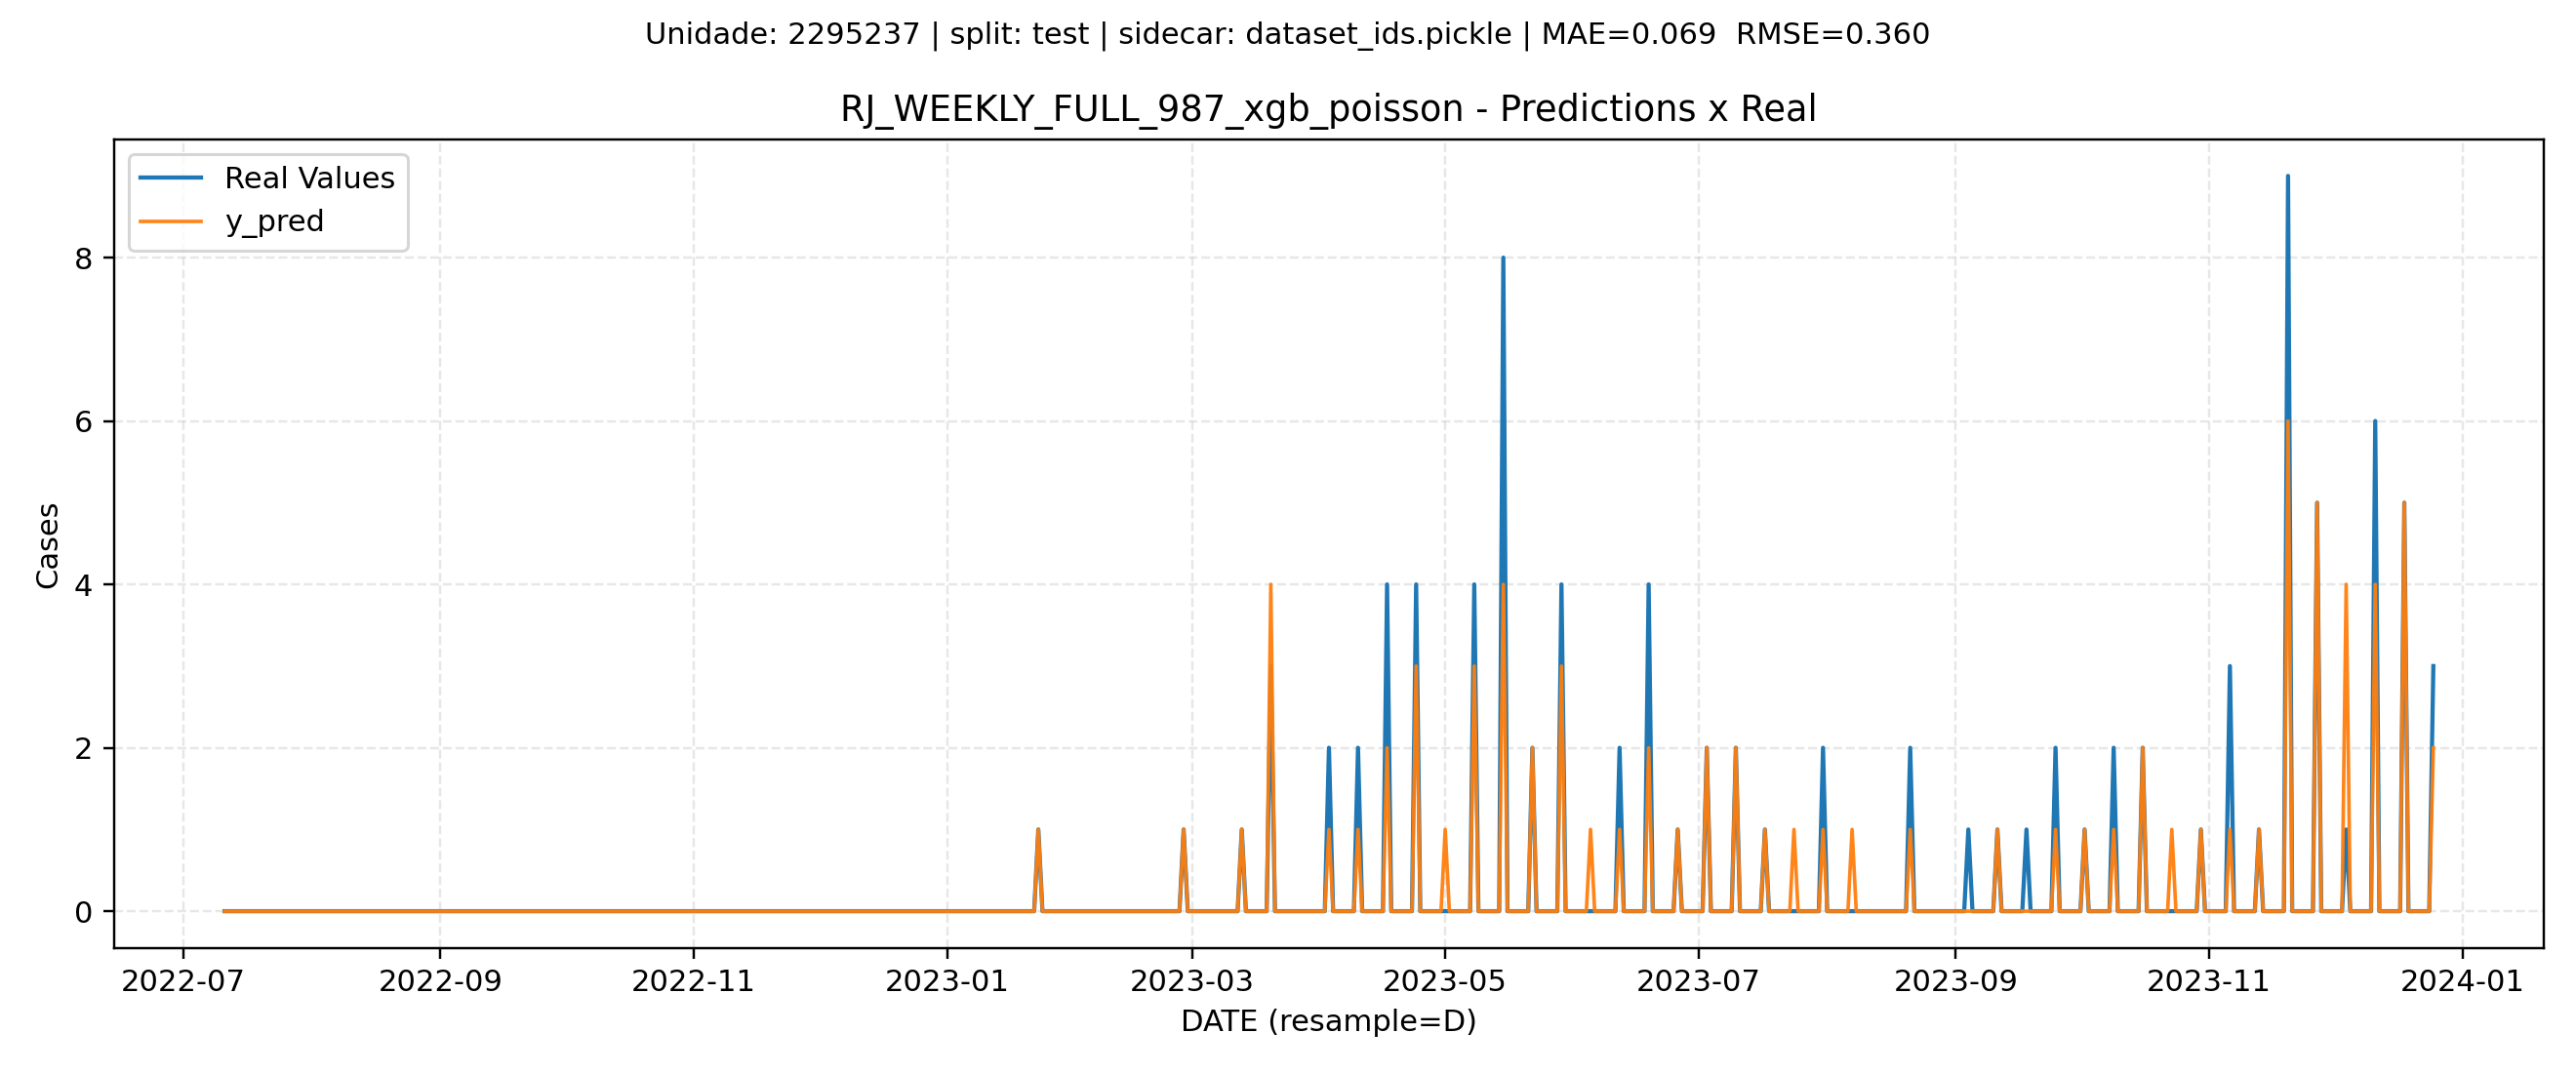 Unidade: 2295237 | split: test | sidecar: dataset_ids.pickle | MAE=0.069  RMSE=0.360
RJ_WEEKLY_FULL_987_xgb_poisson - Predictions x Real
Real Values
y_pred
8
6
4
2
0
Cases
2022-07 2022-09 2022-11 2023-01 2023-03 2023-05 2023-07 2023-09 2023-11 2024-01
DATE (resample=D)